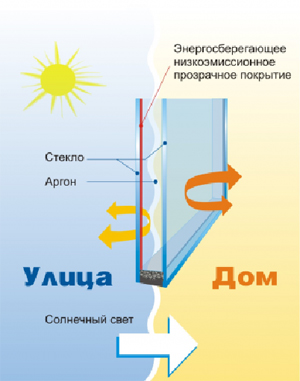 Энергосберегающее
низкоэмиссионное
прозрачное покрытие
Стекло
Аргон
Улица
Дом
Солнечный свет